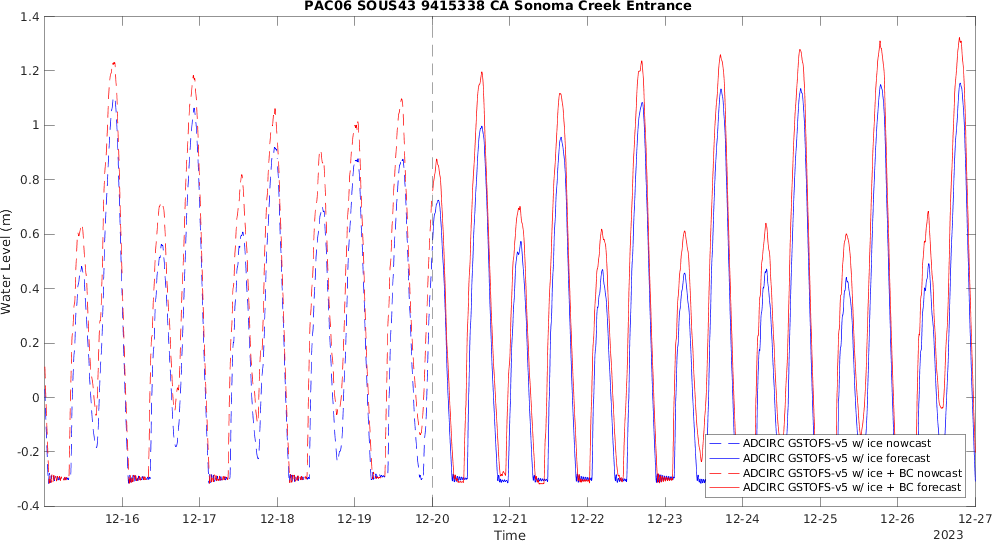 PAC06 SOUS43 9415338 CA Sonoma Creek Entrance
Water Level (m)
1.4
1.2
1
0.8
0.6
0.4
0.2
0
-0.2
-0.4
ADCIRC GSTOFS-v5 w/ ice nowcast
ADCIRC GSTOFS-v5 w/ ice forecast
ADCIRC GSTOFS-v5 w/ ice + BC nowcast
ADCIRC GSTOFS-v5 w/ ice + BC forecast
12-16 12-17 12-18 12-19 12-20 12-21 12-22 12-23 12-24 12-25 12-26 12-27
Time
2023